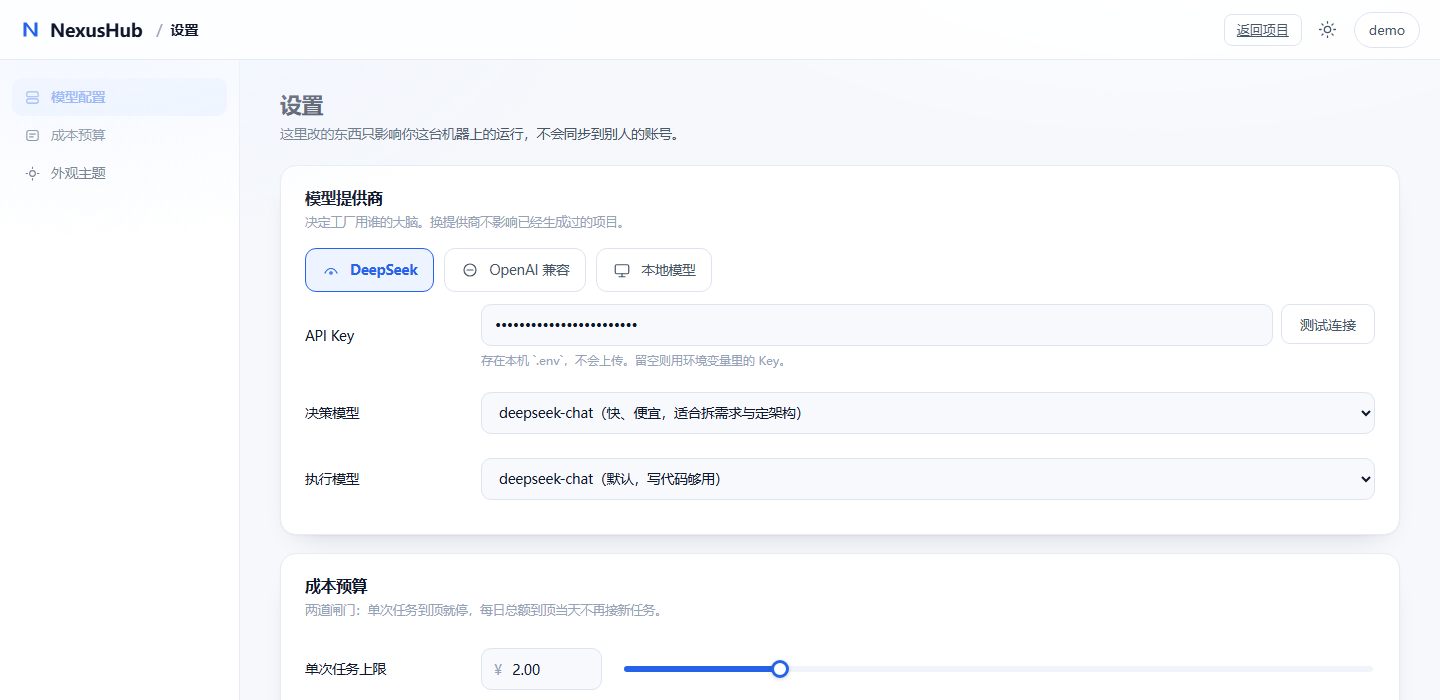 NexusHub / 设置
返回项目
demo
模型配置
成本预算
外观主题
设置
这里改的东西只影响你这台机器上的运行，不会同步到别人的账号。
模型提供商
决定工厂用谁的大脑。换提供商不影响已经生成过的项目。
DeepSeek
OpenAI 兼容
本地模型
API Key
••••••••••••••••••••••••
测试连接
存在本机 `.env`，不会上传。留空则用环境变量里的 Key。
决策模型
deepseek-chat（快、便宜，适合拆需求与定架构）
执行模型
deepseek-chat（默认，写代码够用）
成本预算
两道闸门：单次任务到顶就停，每日总额到顶当天不再接新任务。
单次任务上限
¥ 2.00